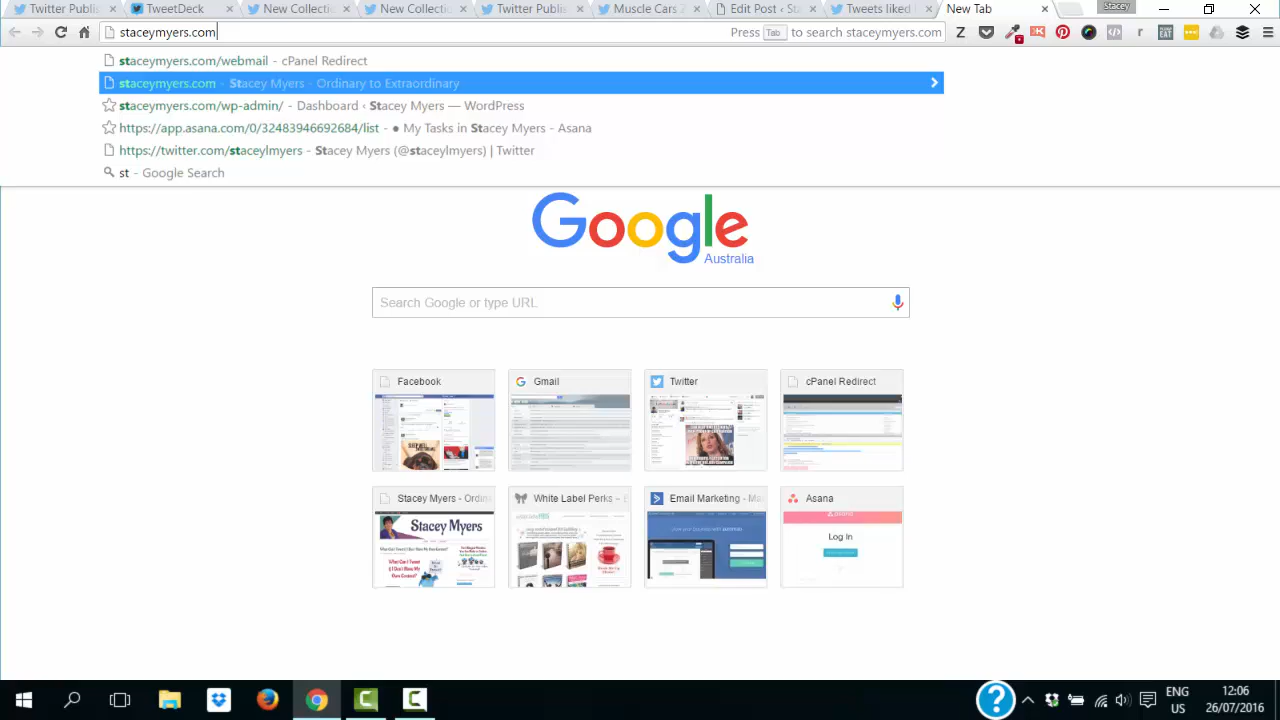 Twitter Publis
TweetDeck
New Collection
New Collection
Twitter Publis
Muscle Cars
Edit Post ‹ Sta
Tweets liked
New Tab
Stacey
staceymyers.com
Press Tab to search staceymyers.com
staceymyers.com/webmail - cPanel Redirect
staceymyers.com - Stacey Myers - Ordinary to Extraordinary
staceymyers.com/wp-admin/ - Dashboard ‹ Stacey Myers — WordPress
https://app.asana.com/0/32483946692684/list - ● My Tasks in Stacey Myers - Asana
https://twitter.com/staceylmyers - Stacey Myers (@staceylmyers) | Twitter
st - Google Search
Google
Australia
Search Google or type URL
Facebook
Gmail
Twitter
cPanel Redirect
Stacey Myers - Ordin
White Label Perks –
Email Marketing - Ma
Asana
Stacey Myers
Log In
ENG
US
12:06
26/07/2016